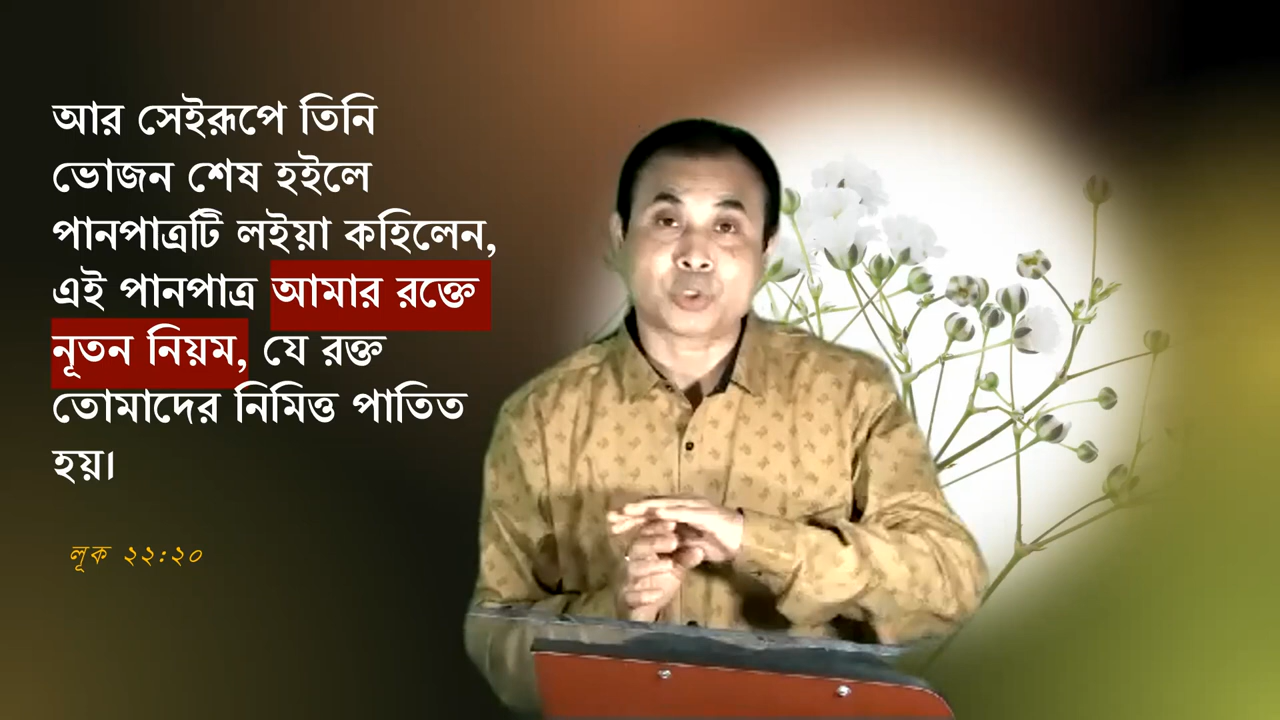 আর সেইরূপে তিনি
ভোজন শেষ হইলে
পানপাত্রটি লইয়া কহিলেন,
এই পানপাত্র আমার রক্তে
নূতন নিয়ম, যে রক্ত
তোমাদের নিমিত্ত পাতিত
হয়।
লূক ২২:২০